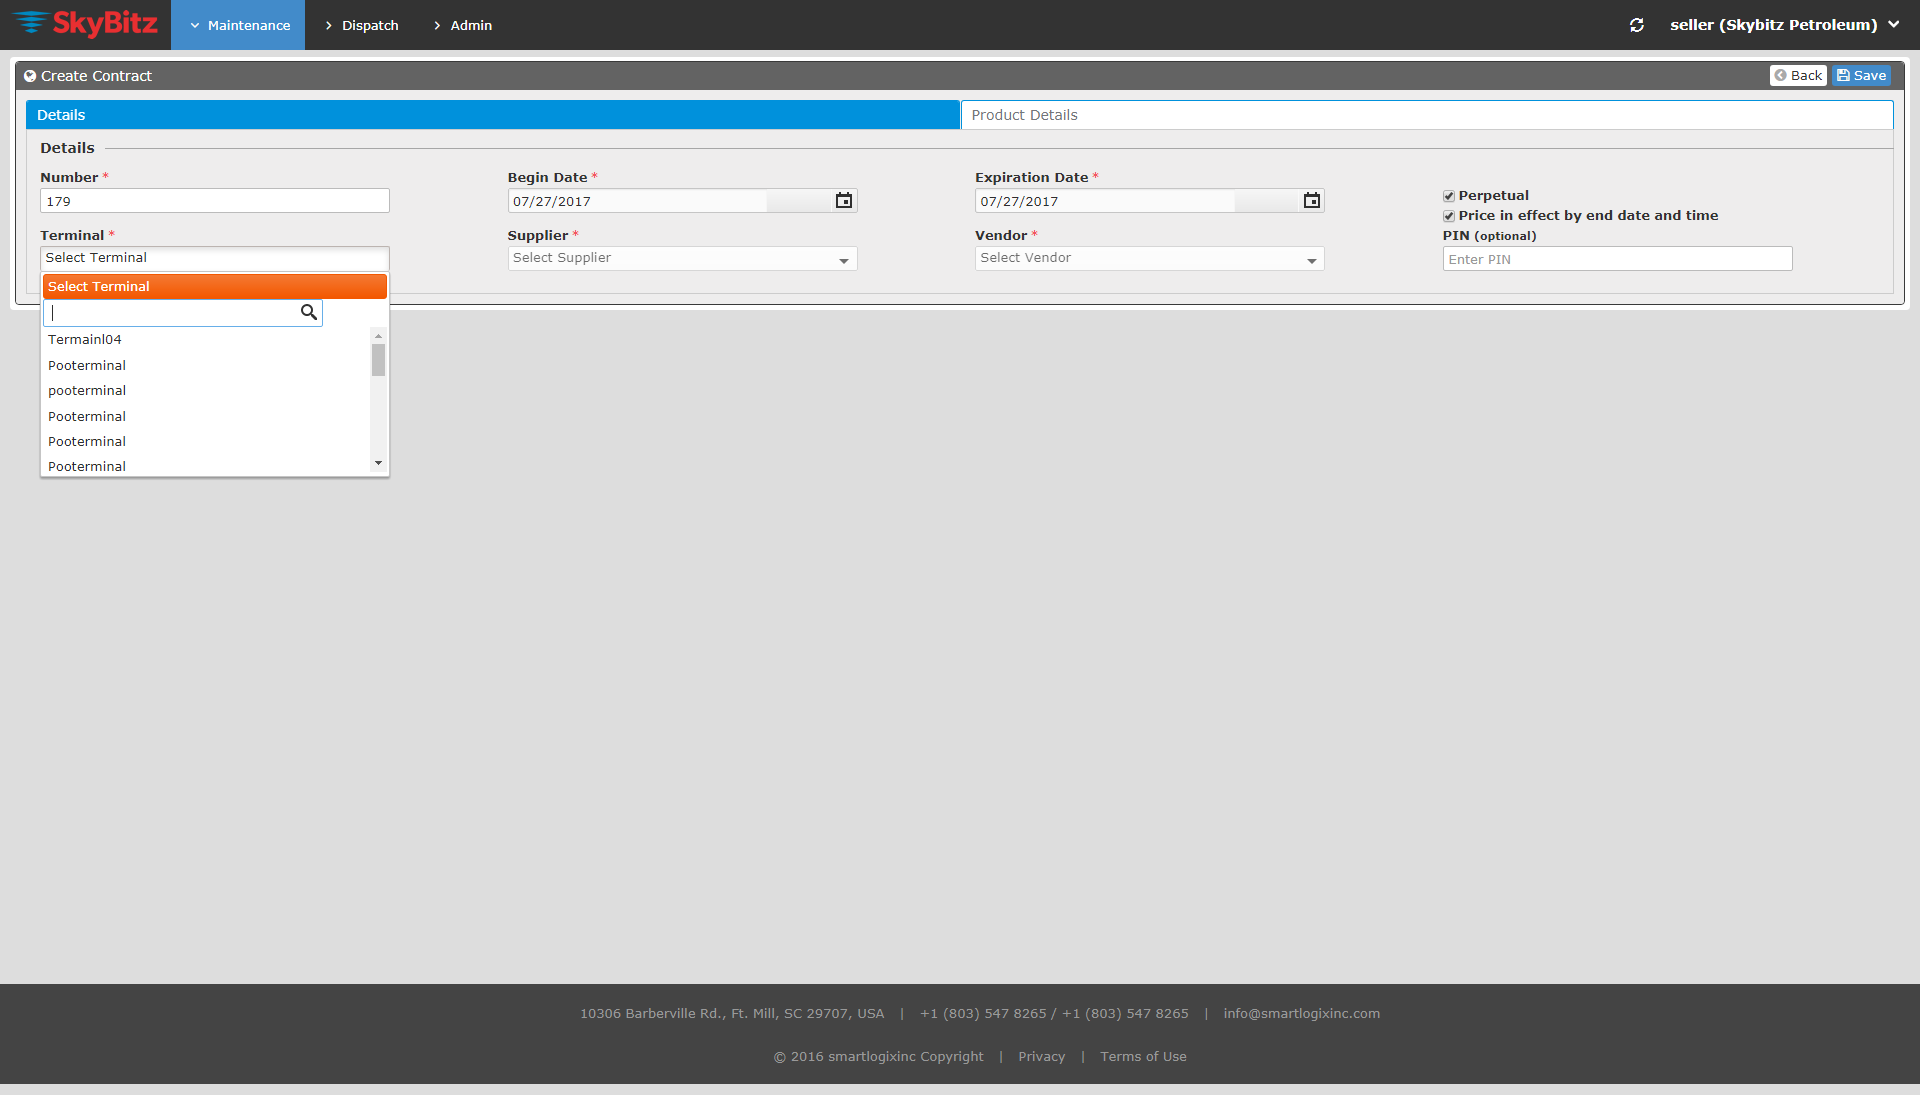 SkyBitz Maintenance Dispatch Admin seller (Skybitz Petroleum)
Create Contract Back Save
Details Product Details
Details
Number * Begin Date * Expiration Date *
179 07/27/2017 07/27/2017 Perpetual
Price in effect by end date and time
Terminal * Supplier * Vendor * PIN (optional)
Select Terminal Select Supplier Select Vendor Enter PIN
Select Terminal
Termainl04
Pooterminal
pooterminal
Pooterminal
Pooterminal
Pooterminal
10306 Barberville Rd., Ft. Mill, SC 29707, USA | +1 (803) 547 8265 / +1 (803) 547 8265 | info@smartlogixinc.com
© 2016 smartlogixinc Copyright | Privacy | Terms of Use